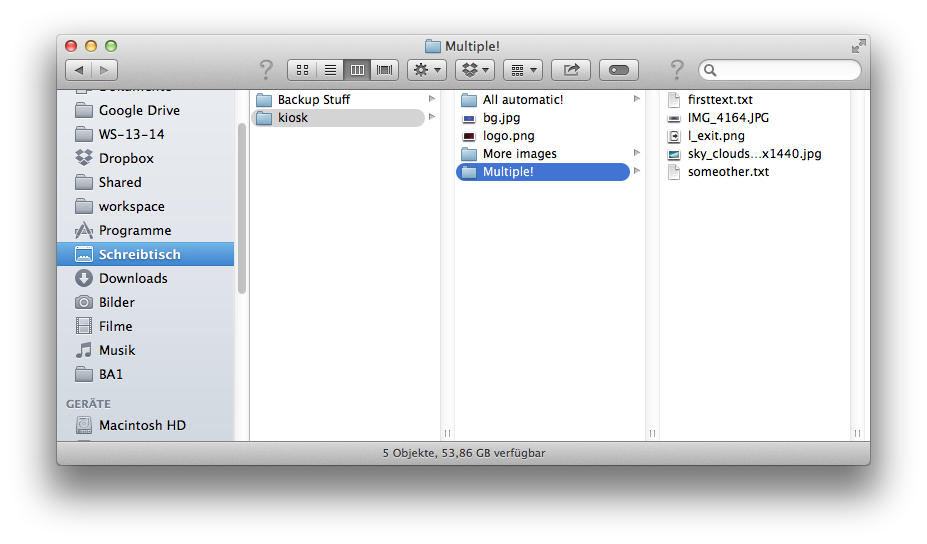 Multiple!
Dokumente
Google Drive
WS-13-14
Dropbox
Shared
workspace
Programme
Schreibtisch
Downloads
Bilder
Filme
Musik
BA1
GERÄTE
Macintosh HD
Backup Stuff
kiosk
All automatic!
bg.jpg
logo.png
More images
Multiple!
firsttext.txt
IMG_4164.JPG
l_exit.png
sky_clouds...x1440.jpg
someother.txt
5 Objekte, 53,86 GB verfügbar